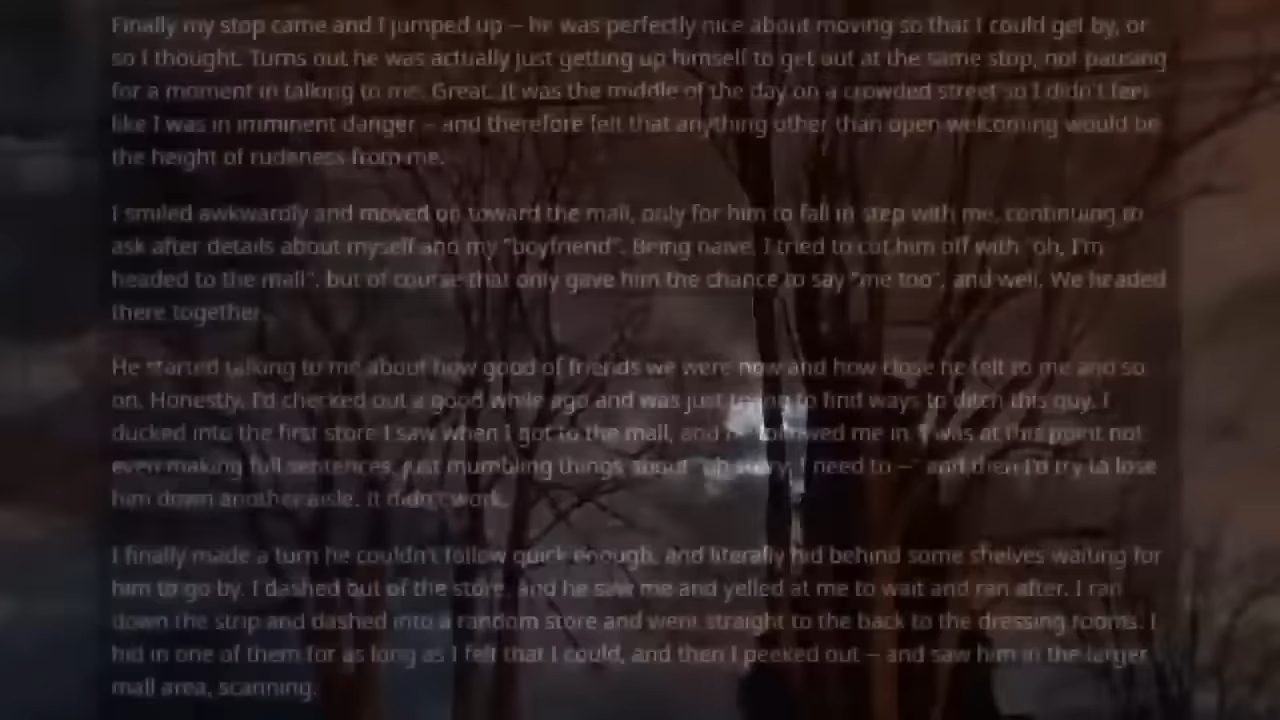 Finally my stop came and I jumped up – he was perfectly nice about moving so that I could get by, or
so I thought. Turns out he was actually just getting up himself to get out at the same stop, not pausing
for a moment in talking to me. Great. It was the middle of the day on a crowded street so I didn't feel
like I was in imminent danger – and therefore felt that anything other than open welcoming would be
the height of rudeness from me.
I smiled awkwardly and moved on toward the mall, only for him to fall in step with me, continuing to
ask after details about myself and my "boyfriend". Being naive, I tried to cut him off with "oh, I'm
headed to the mall", but of course that only gave him the chance to say "me too", and well. We headed
there together.
He started talking to me about how good of friends we were now and how close he felt to me and so
on. Honestly, I'd checked out a good while ago and was just trying to find ways to ditch this guy. I
ducked into the first store I saw when I got to the mall, and he followed me in. I was at this point not
even making full sentences, just mumbling things about "oh sorry, I need to –" and then I'd try to lose
him down another aisle. It didn't work.
I finally made a turn he couldn't follow quick enough, and literally hid behind some shelves waiting for
him to go by. I dashed out of the store, and he saw me and yelled at me to wait and ran after. I ran
down the strip and dashed into a random store and went straight to the back to the dressing rooms. I
hid in one of them for as long as I felt that I could, and then I peeked out – and saw him in the larger
mall area, scanning.